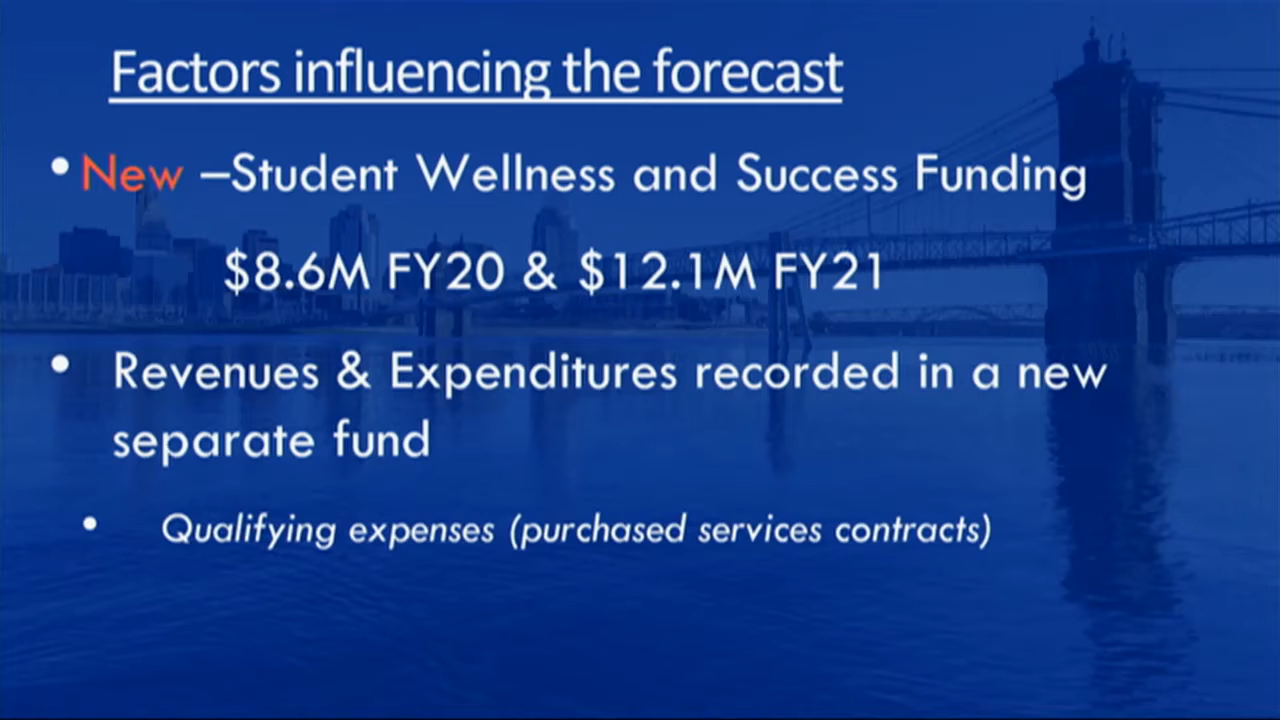 Factors influencing the forecast
• New –Student Wellness and Success Funding
$8.6M FY20 & $12.1M FY21
• Revenues & Expenditures recorded in a new
separate fund
• Qualifying expenses (purchased services contracts)